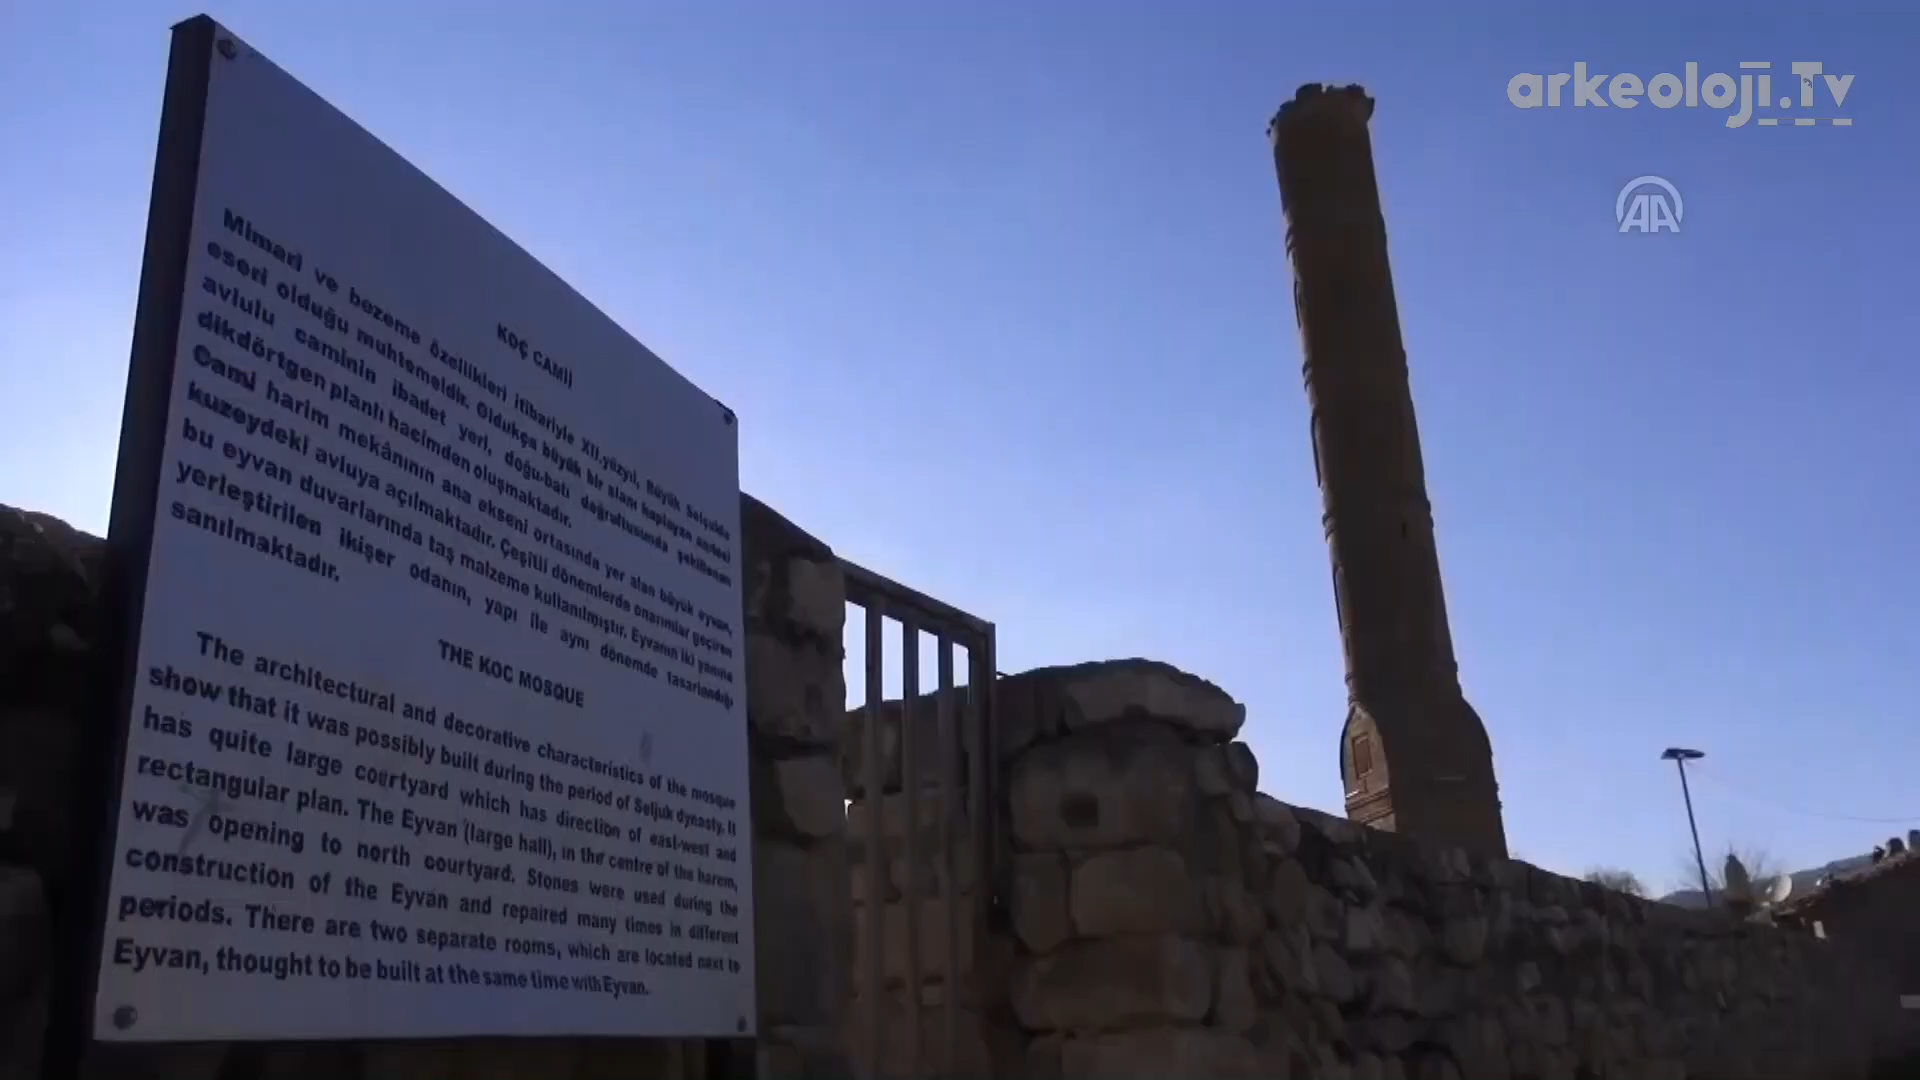 arkeoloji.Tv
AA
KOÇ CAMİİ
Mimari ve bezeme özellikleri itibariyle XII.yüzyıl, Büyük Selçuklu
eseri olduğu muhtemeldir. Oldukça büyük bir alanı kaplayan
avlulu caminin ibadet yeri, doğu-batı doğrultusunda şekillenen
dikdörtgen planlı hacimden oluşmaktadır.
Cami harim mekânının ana ekseni ortasında yer alan büyük eyvan,
kuzeydeki avluya açılmaktadır. Çeşitli dönemlerde onarımlar geçiren
bu eyvan duvarlarında taş malzeme kullanılmıştır. Eyvanın iki yanına
yerleştirilen ikişer odanın, yapı ile aynı dönemde tasarlandığı
sanılmaktadır.
THE KOC MOSQUE
The architectural and decorative characteristics of the mosque
show that it was possibly built during the period of Seljuk dynasty. It
has quite large courtyard which has direction of east-west and
rectangular plan. The Eyvan (large hall), in the centre of the harem,
was opening to north courtyard. Stones were used during the
construction of the Eyvan and repaired many times in different
periods. There are two separate rooms, which are located next to
Eyvan, thought to be built at the same time with Eyvan.